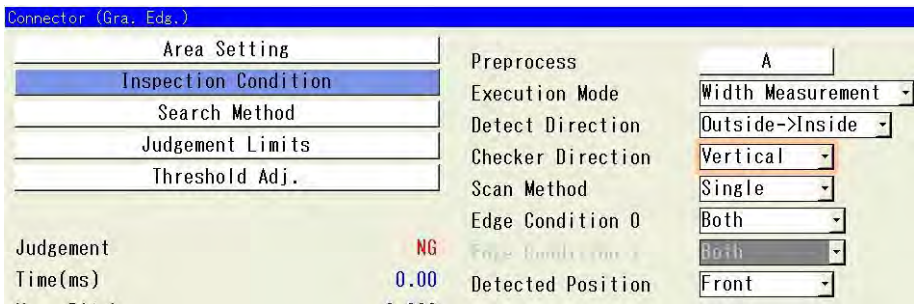 Connector (Gra. Edg.)
Area Setting
Inspection Condition
Search Method
Judgement Limits
Threshold Adj.
Judgement NG
Time(ms) 0.00
Preprocess A
Execution Mode Width Measurement
Detect Direction Outside->Inside
Checker Direction Vertical
Scan Method Single
Edge Condition 0 Both
Both
Detected Position Front